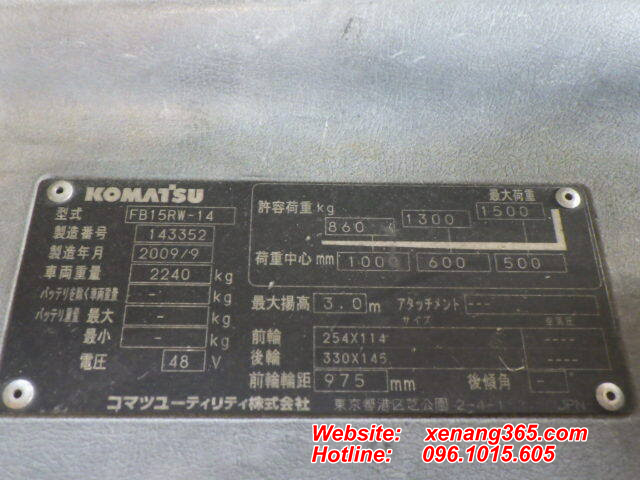 KOMATSU
型式 FB15RW-14
製造番号 143352
製造年月 2009/9
車両重量 2240 kg
バッテリを除く車両重量 - kg
バッテリ重量 最大 - kg
最小 - kg
電圧 48 V
最大荷重
許容荷重 kg 860 1300 1500
荷重中心 mm 1000 600 500
最大揚高 3.0 m アタッチメント ---
サイズ
前輪 254X114 ----
後輪 330X145 ----
前輪輪距 975 mm 後傾角 - °
コマツユーティリティ株式会社 東京都港区芝公園 2-4-1
Website: xenang365.com
Hotline: 096.1015.605